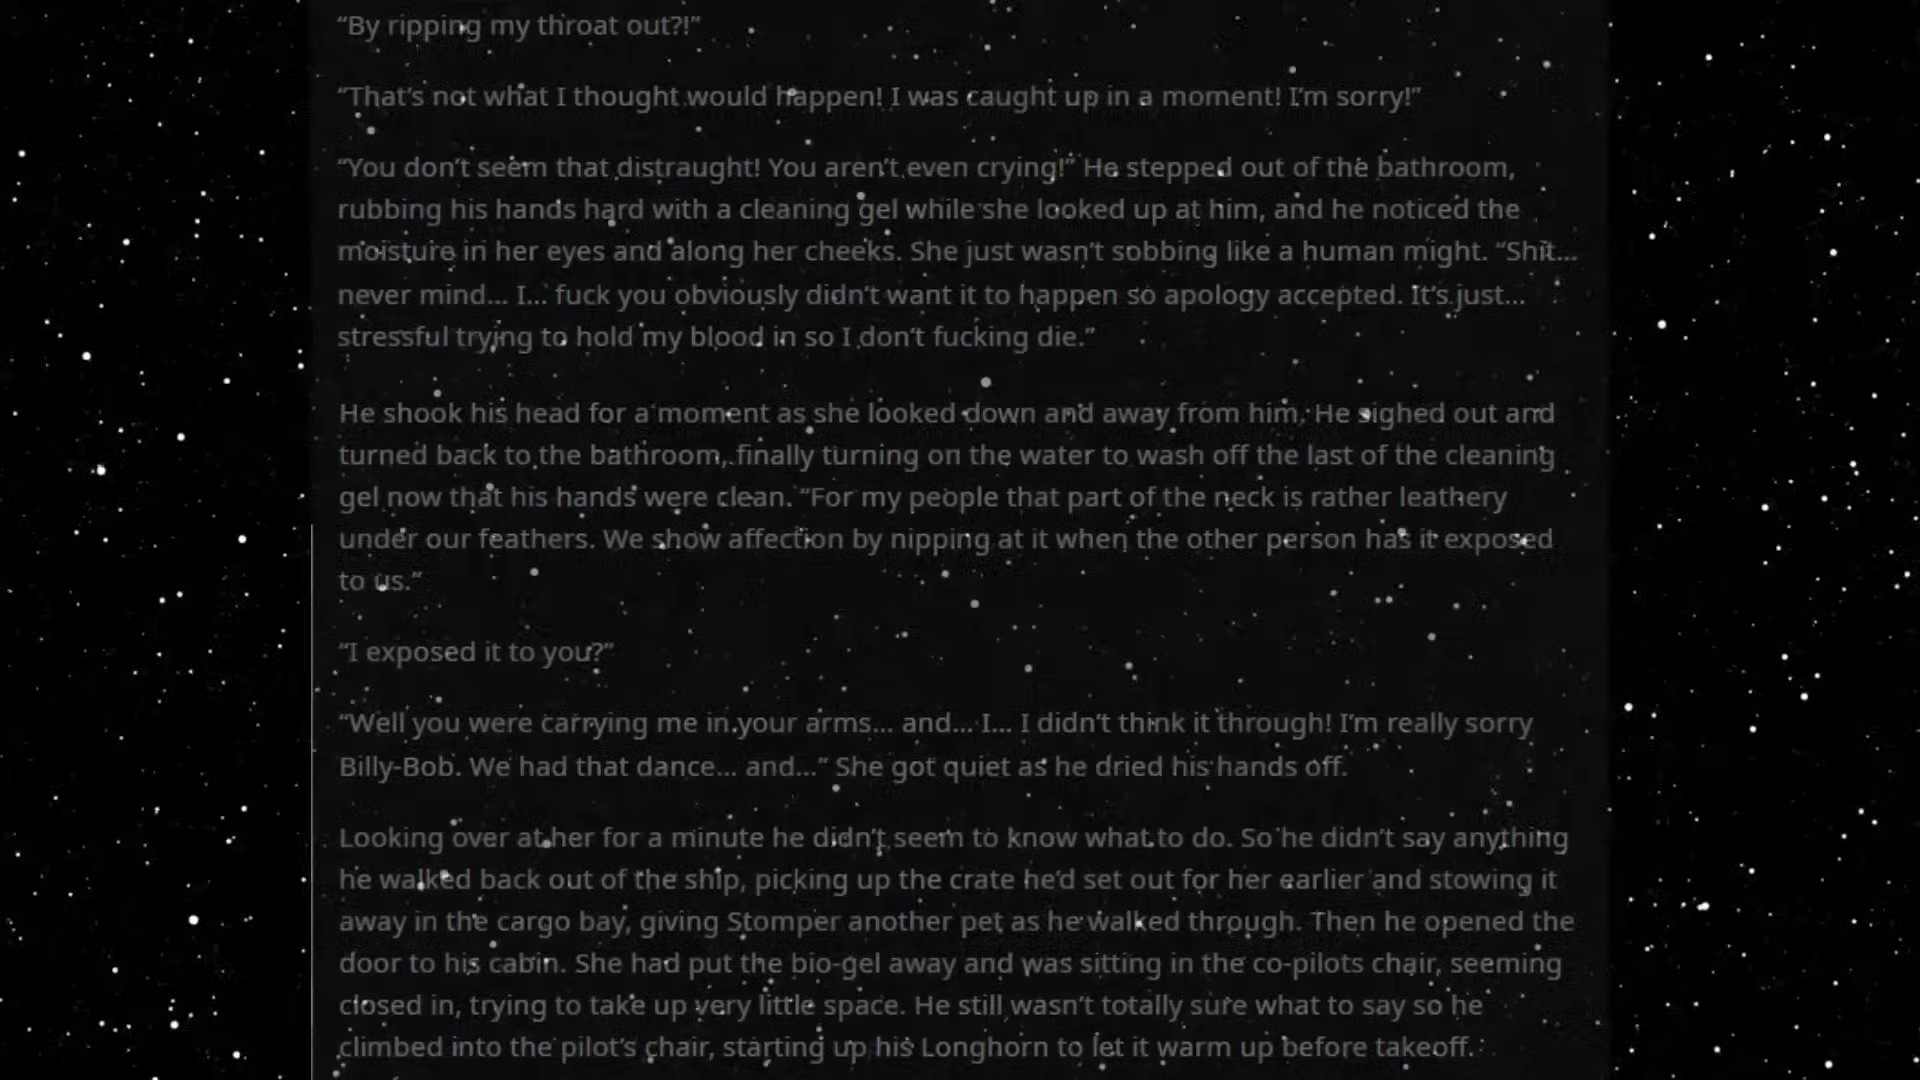 “By ripping my throat out?!”
“That’s not what I thought would happen! I was caught up in a moment! I’m sorry!”
“You don’t seem that distraught! You aren’t even crying!” He stepped out of the bathroom,
rubbing his hands hard with a cleaning gel while she looked up at him, and he noticed the
moisture in her eyes and along her cheeks. She just wasn’t sobbing like a human might. “Shit...
never mind... I... fuck you obviously didn’t want it to happen so apology accepted. It’s just...
stressful trying to hold my blood in so I don’t fucking die.”
He shook his head for a moment as she looked down and away from him. He sighed out and
turned back to the bathroom, finally turning on the water to wash off the last of the cleaning
gel now that his hands were clean. “For my people that part of the neck is rather leathery
under our feathers. We show affection by nipping at it when the other person has it exposed
to us.”
“I exposed it to you?”
“Well you were carrying me in your arms... and... I... I didn’t think it through! I’m really sorry
Billy-Bob. We had that dance... and...” She got quiet as he dried his hands off.
Looking over at her for a minute he didn’t seem to know what to do. So he didn’t say anything
he walked back out of the ship, picking up the crate he’d set out for her earlier and stowing it
away in the cargo bay, giving Stomper another pet as he walked through. Then he opened the
door to his cabin. She had put the bio-gel away and was sitting in the co-pilots chair, seeming
closed in, trying to take up very little space. He still wasn’t totally sure what to say so he
climbed into the pilot’s chair, starting up his Longhorn to let it warm up before takeoff.